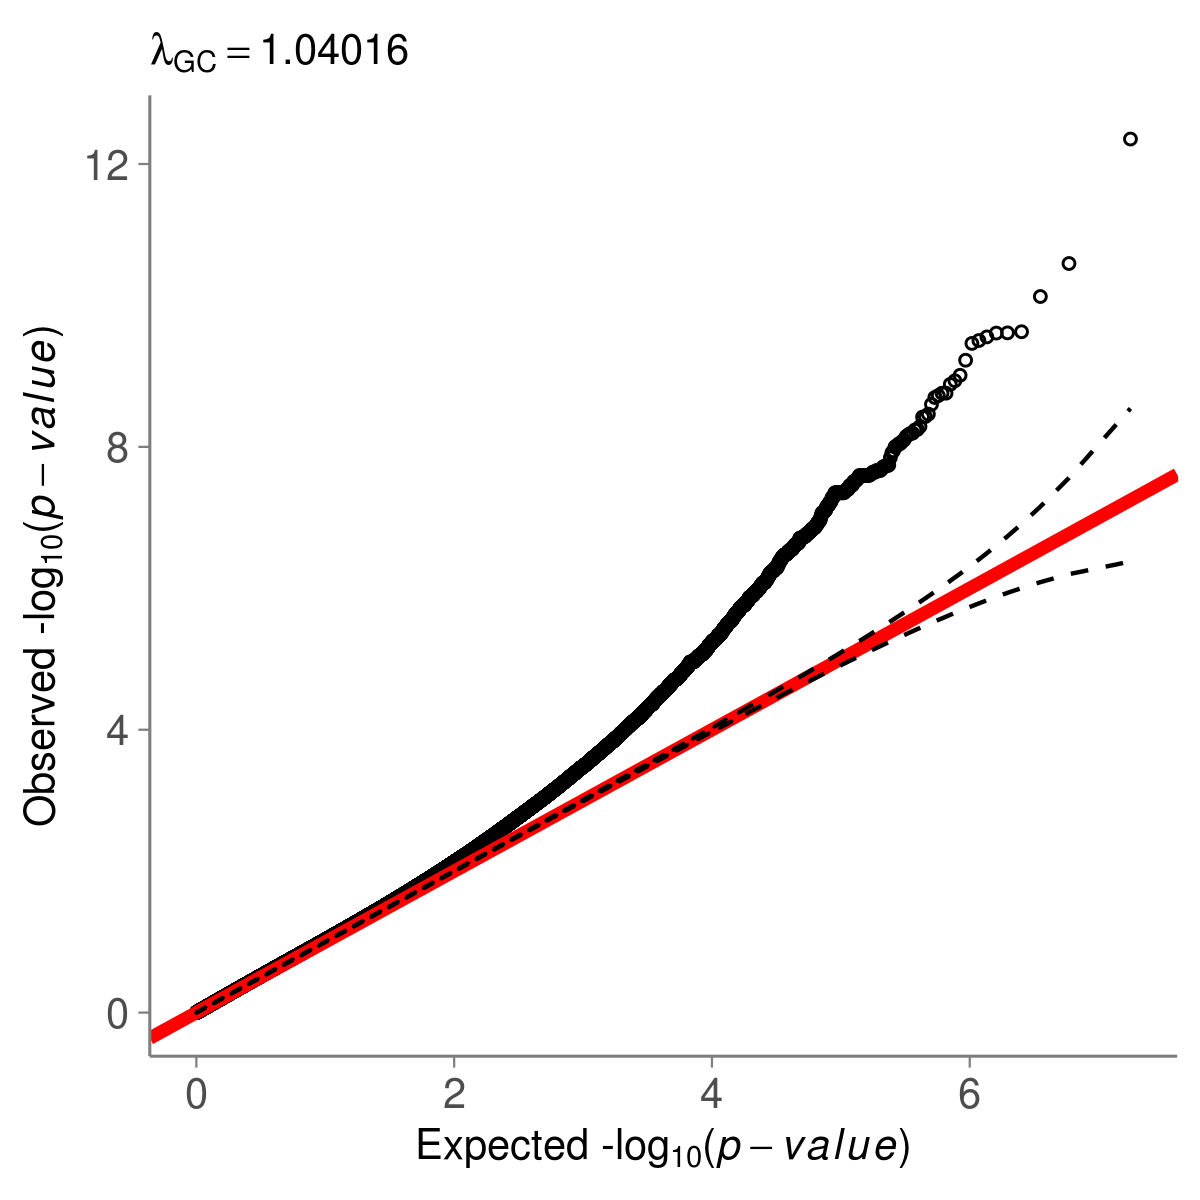 λGC = 1.04016
12
8
4
0
Observed -log10(p − value)
0 2 4 6
Expected -log10(p − value)